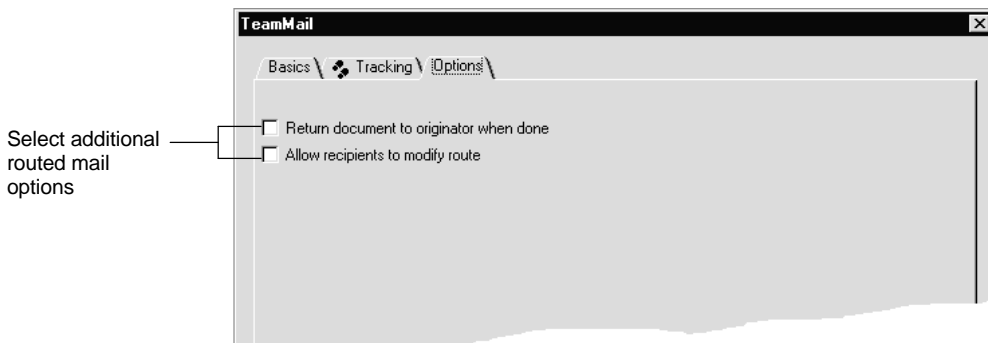 TeamMail
Basics Tracking Options
Select additional
routed mail
options
Return document to originator when done
Allow recipients to modify route